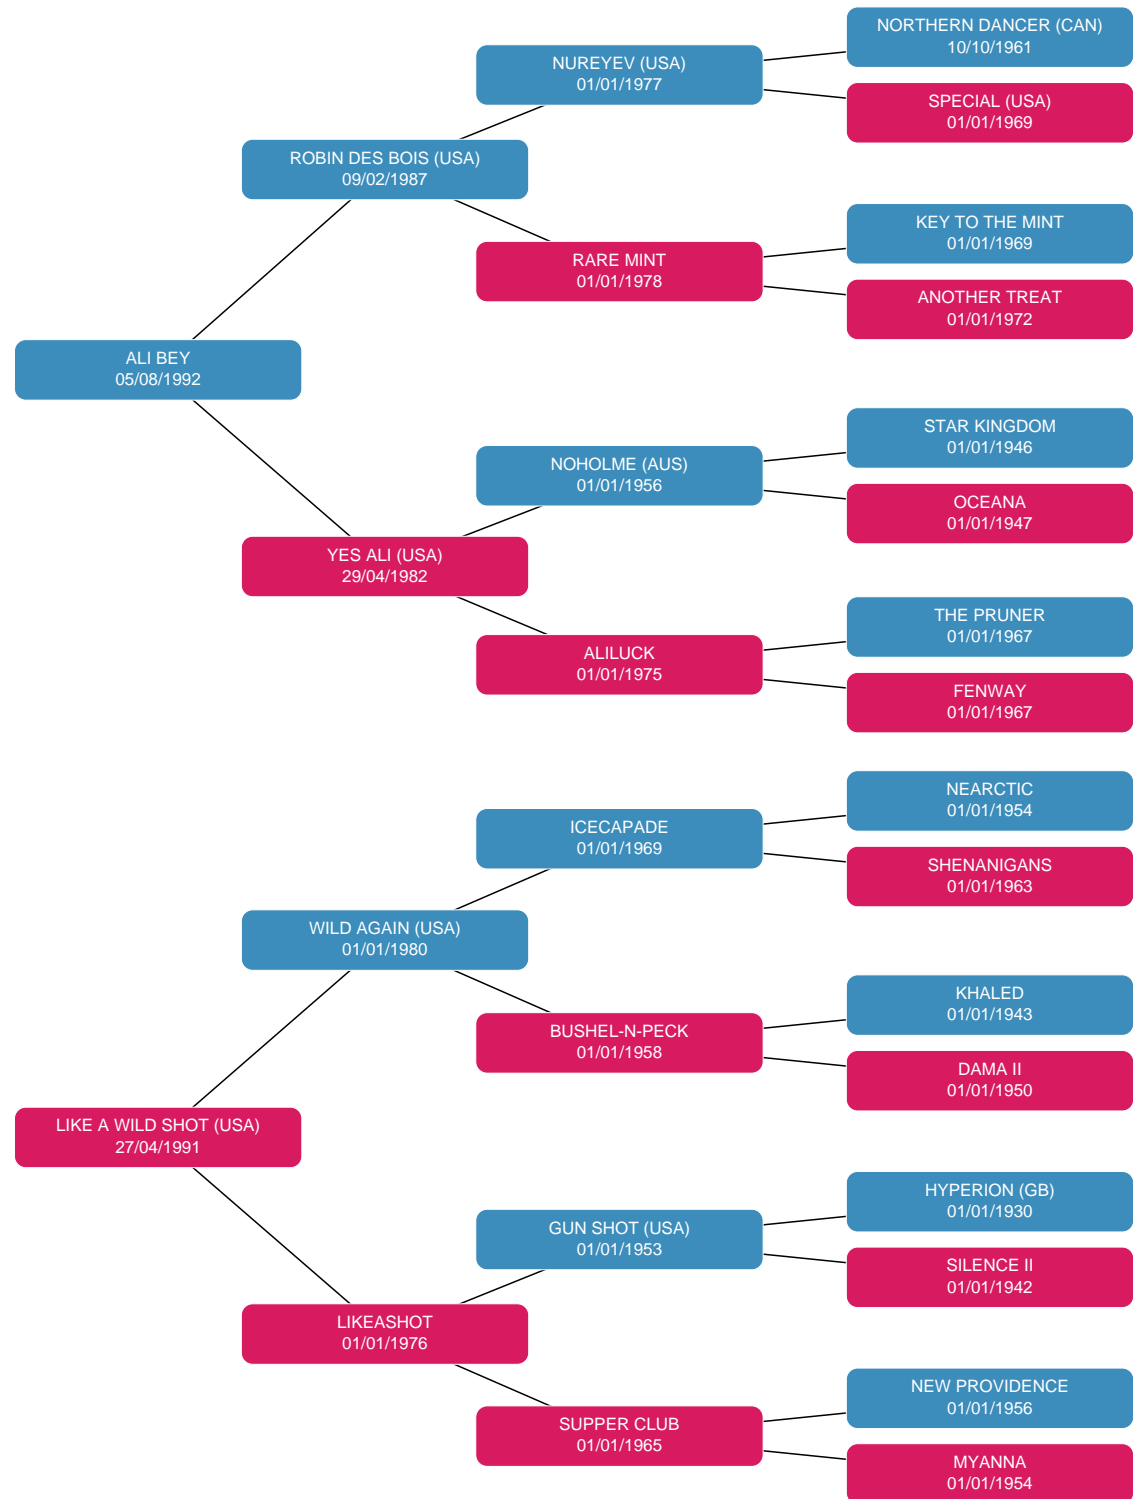 NORTHERN DANCER (CAN)
10/10/1961
NUREYEV (USA)
01/01/1977
SPECIAL (USA)
01/01/1969
ROBIN DES BOIS (USA)
09/02/1987
KEY TO THE MINT
01/01/1969
RARE MINT
01/01/1978
ANOTHER TREAT
01/01/1972
ALI BEY
05/08/1992
STAR KINGDOM
01/01/1946
NOHOLME (AUS)
01/01/1956
OCEANA
01/01/1947
YES ALI (USA)
29/04/1982
THE PRUNER
01/01/1967
ALILUCK
01/01/1975
FENWAY
01/01/1967
NEARCTIC
01/01/1954
ICECAPADE
01/01/1969
SHENANIGANS
01/01/1963
WILD AGAIN (USA)
01/01/1980
KHALED
01/01/1943
BUSHEL-N-PECK
01/01/1958
DAMA II
01/01/1950
LIKE A WILD SHOT (USA)
27/04/1991
HYPERION (GB)
01/01/1930
GUN SHOT (USA)
01/01/1953
SILENCE II
01/01/1942
LIKEASHOT
01/01/1976
NEW PROVIDENCE
01/01/1956
SUPPER CLUB
01/01/1965
MYANNA
01/01/1954